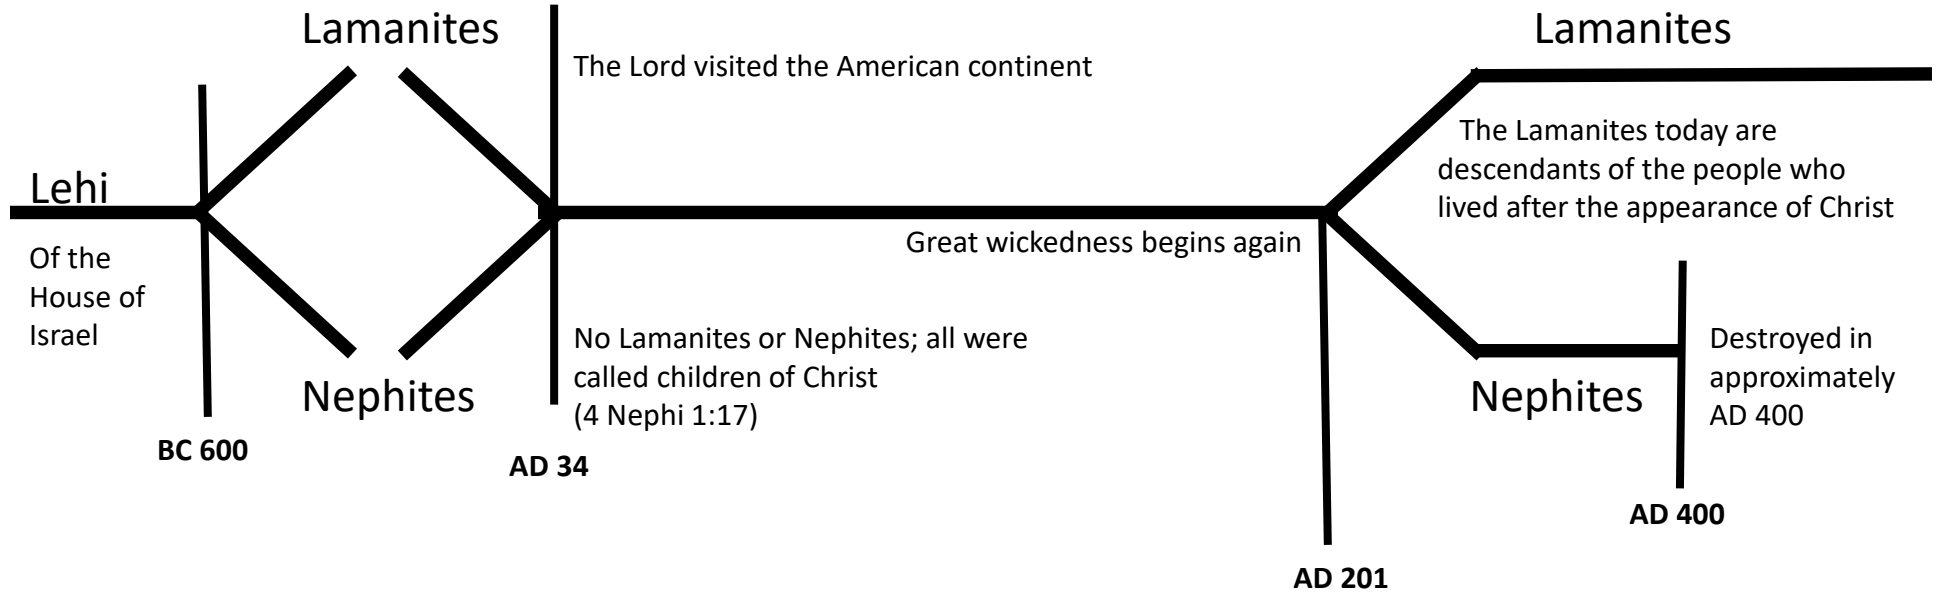 Lehi
Of the
House of
Israel
BC 600
Lamanites
Nephites
The Lord visited the American continent
No Lamanites or Nephites; all were
called children of Christ
(4 Nephi 1:17)
AD 34
Great wickedness begins again
AD 201
Lamanites
The Lamanites today are
descendants of the people who
lived after the appearance of Christ
Nephites
Destroyed in
approximately
AD 400
AD 400